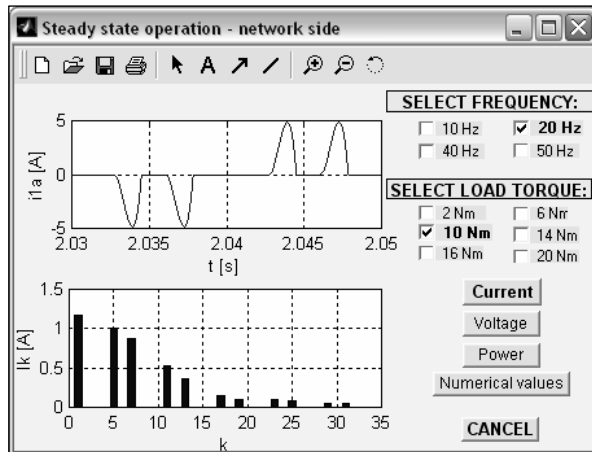 Steady state operation - network side
SELECT FREQUENCY:
10 Hz
20 Hz
40 Hz
50 Hz
SELECT LOAD TORQUE:
2 Nm
6 Nm
10 Nm
14 Nm
16 Nm
20 Nm
Current
Voltage
Power
Numerical values
CANCEL
i1a [A]
5
0
-5
2.03 2.035 2.04 2.045 2.05
t [s]
Ik [A]
1.5
1
0.5
0
0 5 10 15 20 25 30 35
k